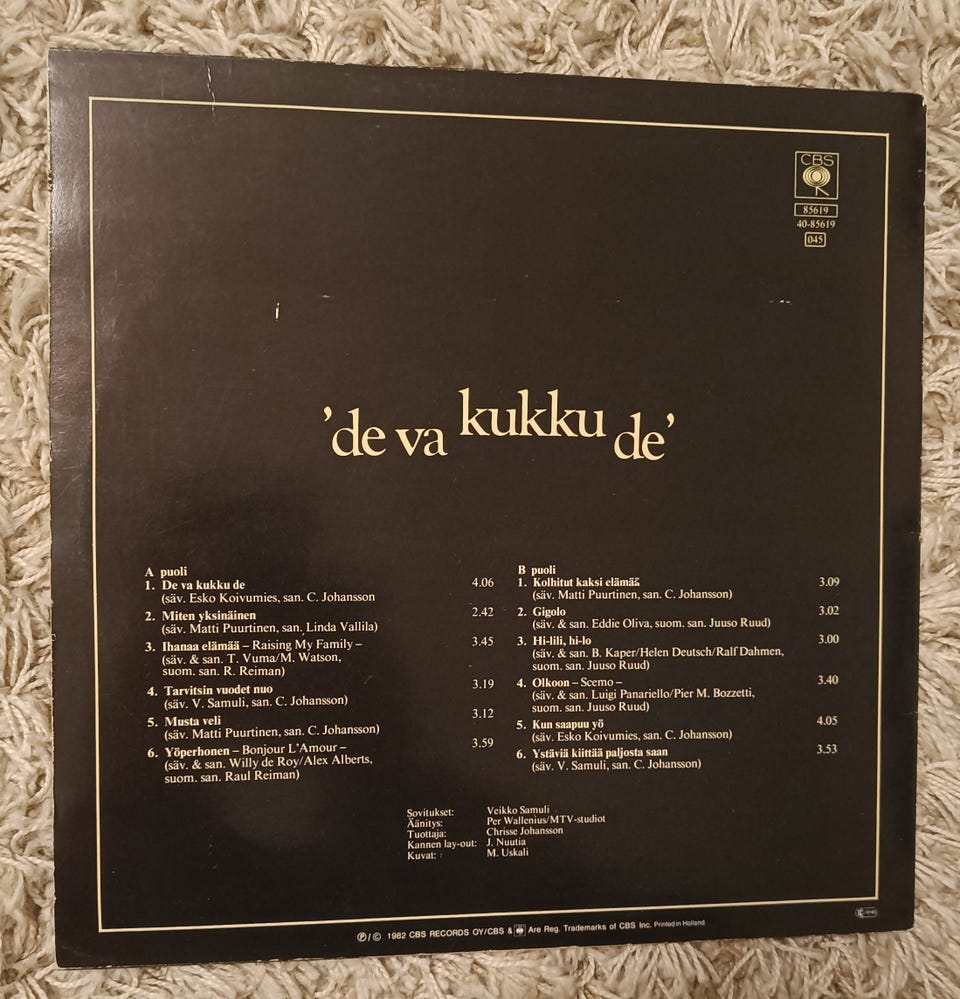 CBS
85619
40-85619
045
'de va kukku de'
A puoli
1. De va kukku de 4.06
(säv. Esko Koivumies, san. C. Johansson
2. Miten yksinäinen 2.42
(säv. Matti Puurtinen, san. Linda Vallila)
3. Ihanaa elämää – Raising My Family – 3.45
(säv. & san. T. Vuma/M. Watson,
suom. san. R. Reiman)
4. Tarvitsin vuodet nuo 3.19
(säv. V. Samuli, san. C. Johansson)
5. Musta veli 3.12
(säv. Matti Puurtinen, san. C. Johansson)
6. Yöperhonen – Bonjour L'Amour – 3.59
(säv. & san. Willy de Roy/Alex Alberts,
suom. san. Raul Reiman)
B puoli
1. Kolhitut kaksi elämää 3.09
(säv. Matti Puurtinen, san. C. Johansson)
2. Gigolo 3.02
(säv. & san. Eddie Oliva, suom. san. Juuso Ruud)
3. Hi-lili, hi-lo 3.00
(säv. & san. B. Kaper/Helen Deutsch/Ralf Dahmen,
suom. san. Juuso Ruud)
4. Olkoon – Scemo – 3.40
(säv. & san. Luigi Panariello/Pier M. Bozzetti,
suom. san. Juuso Ruud)
5. Kun saapuu yö 4.05
(säv. Esko Koivumies, san. C. Johansson)
6. Ystäviä kiittää paljosta saan 3.53
(säv. V. Samuli, san. C. Johansson)
Sovitukset: Veikko Samuli
Äänitys: Per Wallenius/MTV-studiot
Tuottaja: Chrisse Johansson
Kannen lay-out: J. Nuutia
Kuvat: M. Uskali
Ⓟ/© 1982 CBS RECORDS OY/CBS & Are Reg. Trademarks of CBS Inc. Printed in Holland